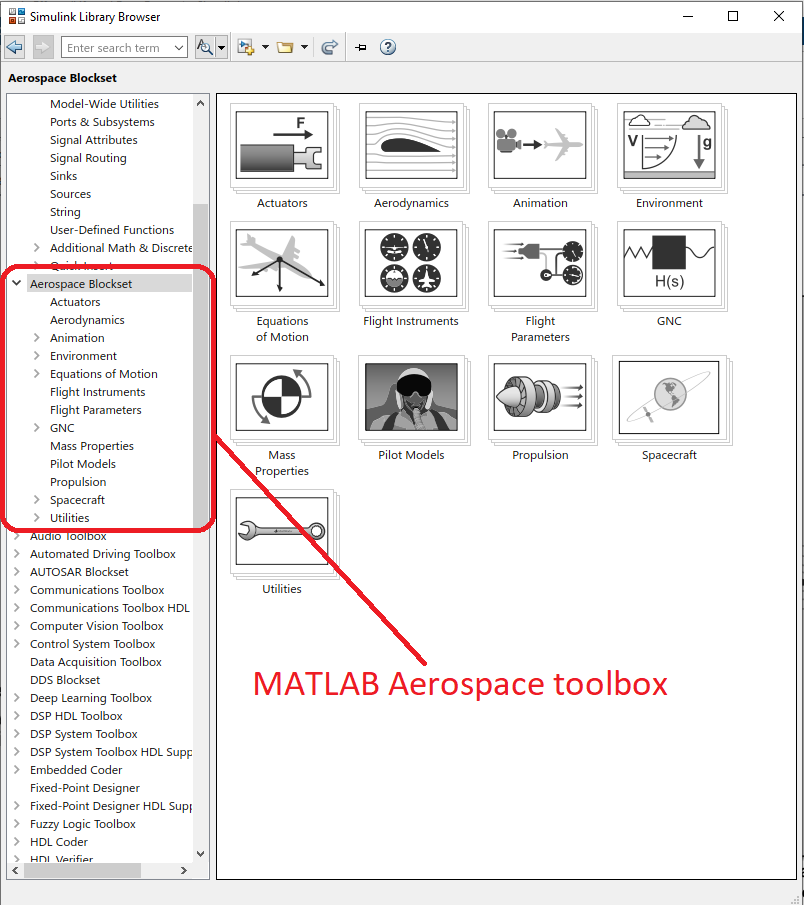 Simulink Library Browser
Enter search term
Aerospace Blockset
Model-Wide Utilities
Ports & Subsystems
Signal Attributes
Signal Routing
Sinks
Sources
String
User-Defined Functions
Additional Math & Discrete
Quick Insert
Aerospace Blockset
Actuators
Aerodynamics
Animation
Environment
Equations of Motion
Flight Instruments
Flight Parameters
GNC
Mass Properties
Pilot Models
Propulsion
Spacecraft
Utilities
Audio Toolbox
Automated Driving Toolbox
AUTOSAR Blockset
Communications Toolbox
Communications Toolbox HDL
Computer Vision Toolbox
Control System Toolbox
Data Acquisition Toolbox
DDS Blockset
Deep Learning Toolbox
DSP HDL Toolbox
DSP System Toolbox
DSP System Toolbox HDL Supp
Embedded Coder
Fixed-Point Designer
Fixed-Point Designer HDL Supp
Fuzzy Logic Toolbox
HDL Coder
HDL Verifier
F
V g
Actuators
Aerodynamics
Animation
Environment
H(s)
Equations
of Motion
Flight Instruments
Flight
Parameters
GNC
Mass
Properties
Pilot Models
Propulsion
Spacecraft
Utilities
MATLAB Aerospace toolbox